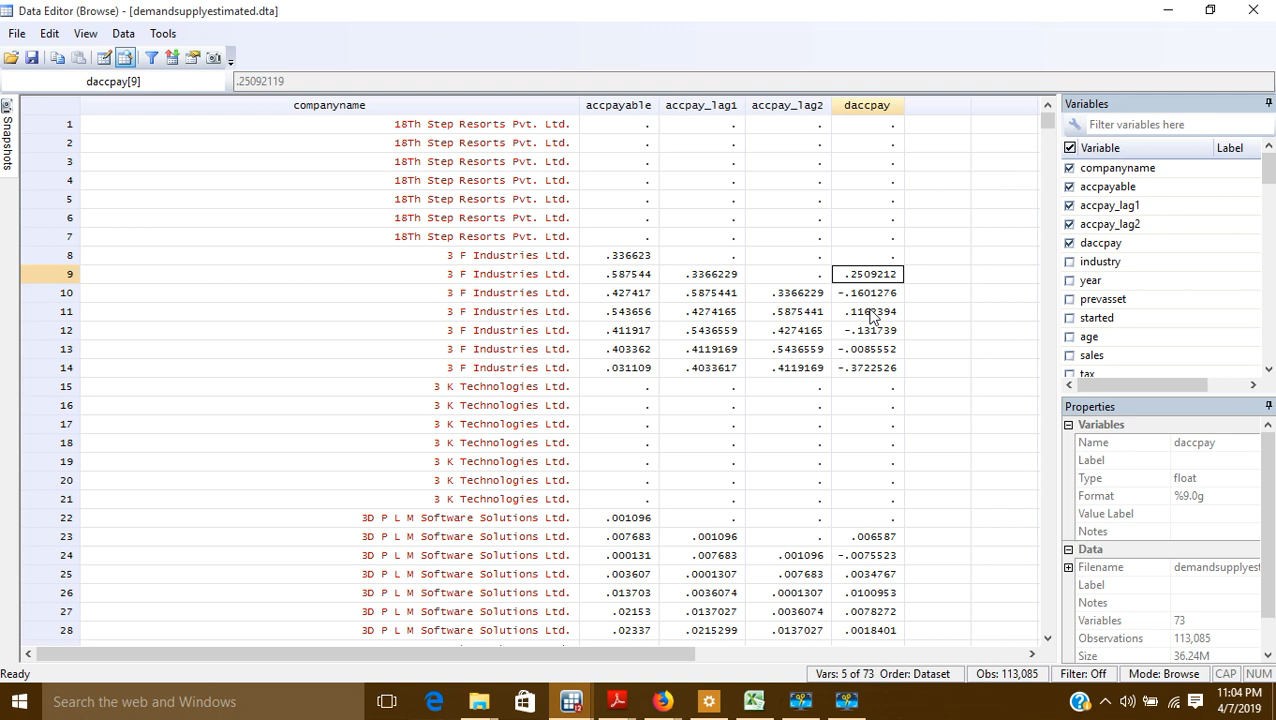 Data Editor (Browse) - [demandsupplyestimated.dta]
File Edit View Data Tools
daccpay[9] .25092119
Snapshots
companyname accpayable accpay_lag1 accpay_lag2 daccpay
1 18Th Step Resorts Pvt. Ltd. . . . .
2 18Th Step Resorts Pvt. Ltd. . . . .
3 18Th Step Resorts Pvt. Ltd. . . . .
4 18Th Step Resorts Pvt. Ltd. . . . .
5 18Th Step Resorts Pvt. Ltd. . . . .
6 18Th Step Resorts Pvt. Ltd. . . . .
7 18Th Step Resorts Pvt. Ltd. . . . .
8 3 F Industries Ltd. .336623 . . .
9 3 F Industries Ltd. .587544 .3366229 . .2509212
10 3 F Industries Ltd. .427417 .5875441 .3366229 -.1601276
11 3 F Industries Ltd. .543656 .4274165 .5875441
12 3 F Industries Ltd. .411917 .5436559 .4274165 -.131739
13 3 F Industries Ltd. .403362 .4119169 .5436559 -.0085552
14 3 F Industries Ltd. .031109 .4033617 .4119169 -.3722526
15 3 K Technologies Ltd. . . . .
16 3 K Technologies Ltd. . . . .
17 3 K Technologies Ltd. . . . .
18 3 K Technologies Ltd. . . . .
19 3 K Technologies Ltd. . . . .
20 3 K Technologies Ltd. . . . .
21 3 K Technologies Ltd. . . . .
22 3D P L M Software Solutions Ltd. .001096 . . .
23 3D P L M Software Solutions Ltd. .007683 .001096 . .006587
24 3D P L M Software Solutions Ltd. .000131 .007683 .001096 -.0075523
25 3D P L M Software Solutions Ltd. .003607 .0001307 .007683 .0034767
26 3D P L M Software Solutions Ltd. .013703 .0036074 .0001307 .0100953
27 3D P L M Software Solutions Ltd. .02153 .0137027 .0036074 .0078272
28 3D P L M Software Solutions Ltd. .02337 .0215299 .0137027 .0018401
Variables
Filter variables here
Variable Label
companyname
accpayable
accpay_lag1
accpay_lag2
daccpay
industry
year
prevasset
started
age
sales
tax
Properties
Variables
Name daccpay
Label
Type float
Format %9.0g
Value Label
Notes
Data
Filename demandsupplyest
Label
Notes
Variables 73
Observations 113,085
Size 36.24M
Ready Vars: 5 of 73 Order: Dataset Obs: 113,085 Filter: Off Mode: Browse CAP NUM
Search the web and Windows
11:04 PM
4/7/2019